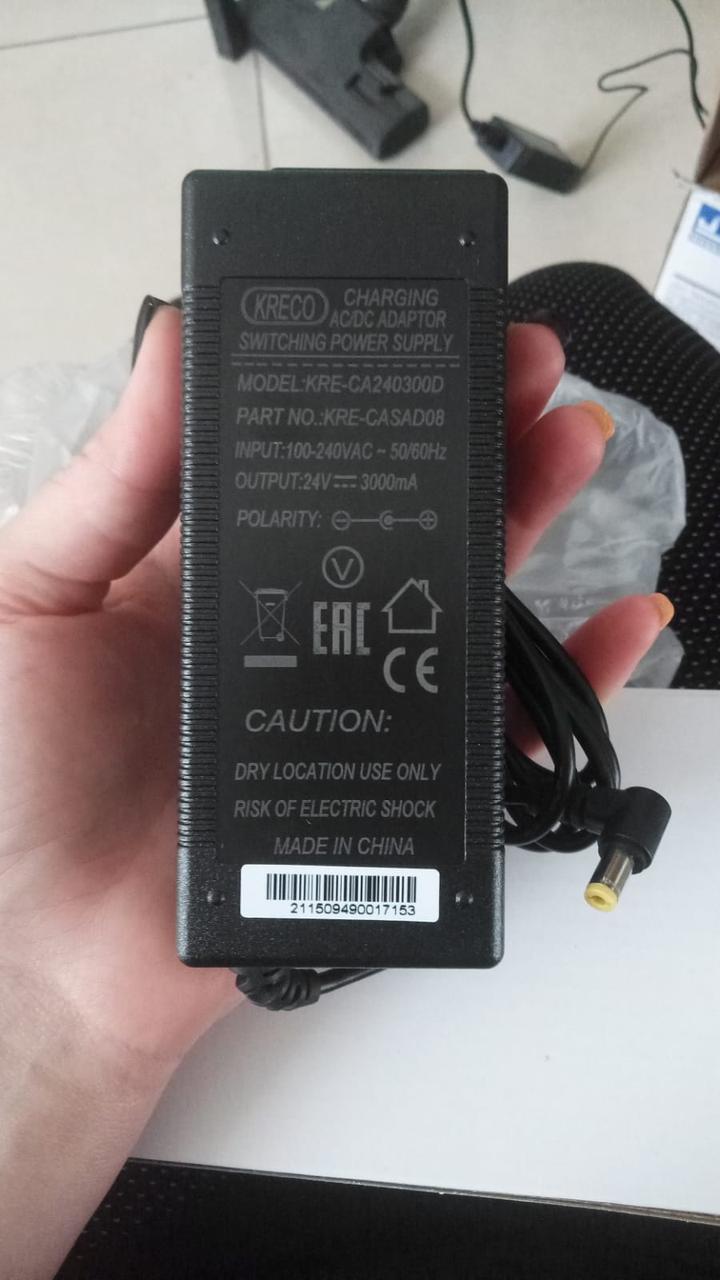 KRECO CHARGING
AC/DC ADAPTOR
SWITCHING POWER SUPPLY
MODEL:KRE-CA240300D
PART NO.:KRE-CASAD08
INPUT:100-240VAC ~ 50/60Hz
OUTPUT:24V⎓ 3000mA
POLARITY:
V
EAC
CE
CAUTION:
DRY LOCATION USE ONLY
RISK OF ELECTRIC SHOCK
MADE IN CHINA
211509490017153